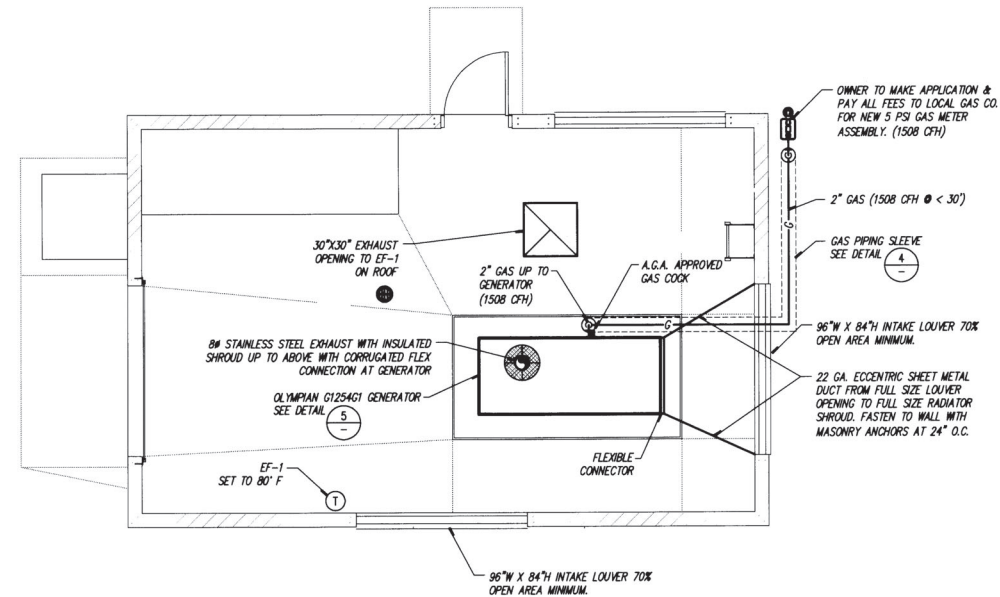 OWNER TO MAKE APPLICATION &
PAY ALL FEES TO LOCAL GAS CO.
FOR NEW 5 PSI GAS METER
ASSEMBLY. (1508 CFH)
2" GAS (1508 CFH @ < 30')
G
GAS PIPING SLEEVE
SEE DETAIL
4
-
30"X30" EXHAUST
OPENING TO EF-1
ON ROOF
2" GAS UP TO
GENERATOR
(1508 CFH)
A.G.A. APPROVED
GAS COCK
G
96"W X 84"H INTAKE LOUVER 70%
OPEN AREA MINIMUM.
8ø STAINLESS STEEL EXHAUST WITH INSULATED
SHROUD UP TO ABOVE WITH CORRUGATED FLEX
CONNECTION AT GENERATOR
OLYMPIAN G1254G1 GENERATOR
SEE DETAIL
5
-
22 GA. ECCENTRIC SHEET METAL
DUCT FROM FULL SIZE LOUVER
OPENING TO FULL SIZE RADIATOR
SHROUD. FASTEN TO WALL WITH
MASONRY ANCHORS AT 24" O.C.
FLEXIBLE
CONNECTOR
EF-1
SET TO 80° F
T
96"W X 84"H INTAKE LOUVER 70%
OPEN AREA MINIMUM.